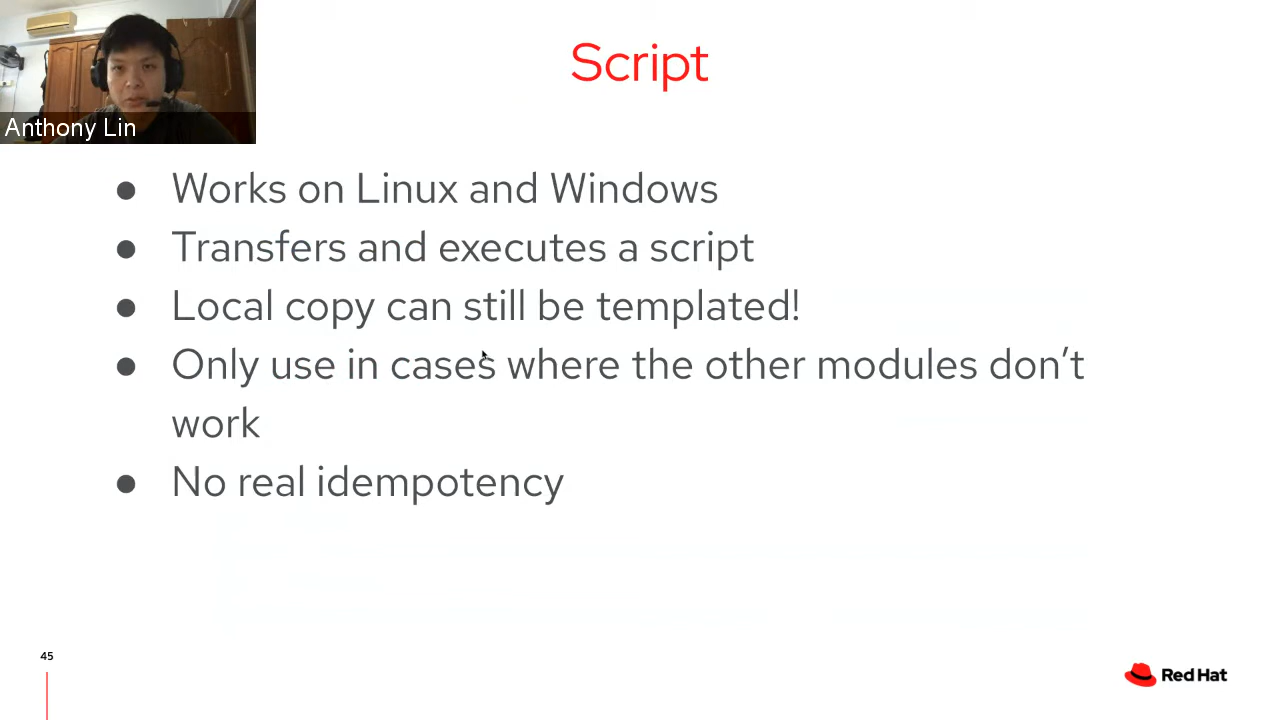 Script
Anthony Lin
● Works on Linux and Windows
● Transfers and executes a script
● Local copy can still be templated!
● Only use in cases where the other modules don’t
work
● No real idempotency
45
Red Hat